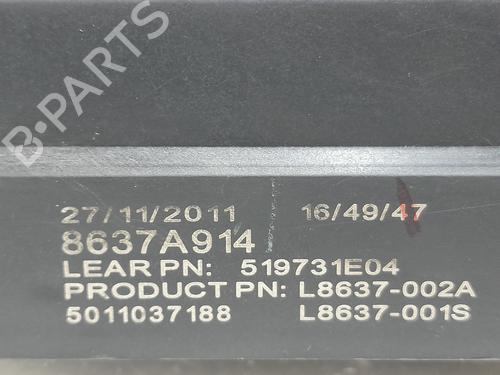 B-PARTS
27/11/2011 16/49/47
8637A914
LEAR PN: 519731E04
PRODUCT PN: L8637-002A
5011037188 L8637-001S